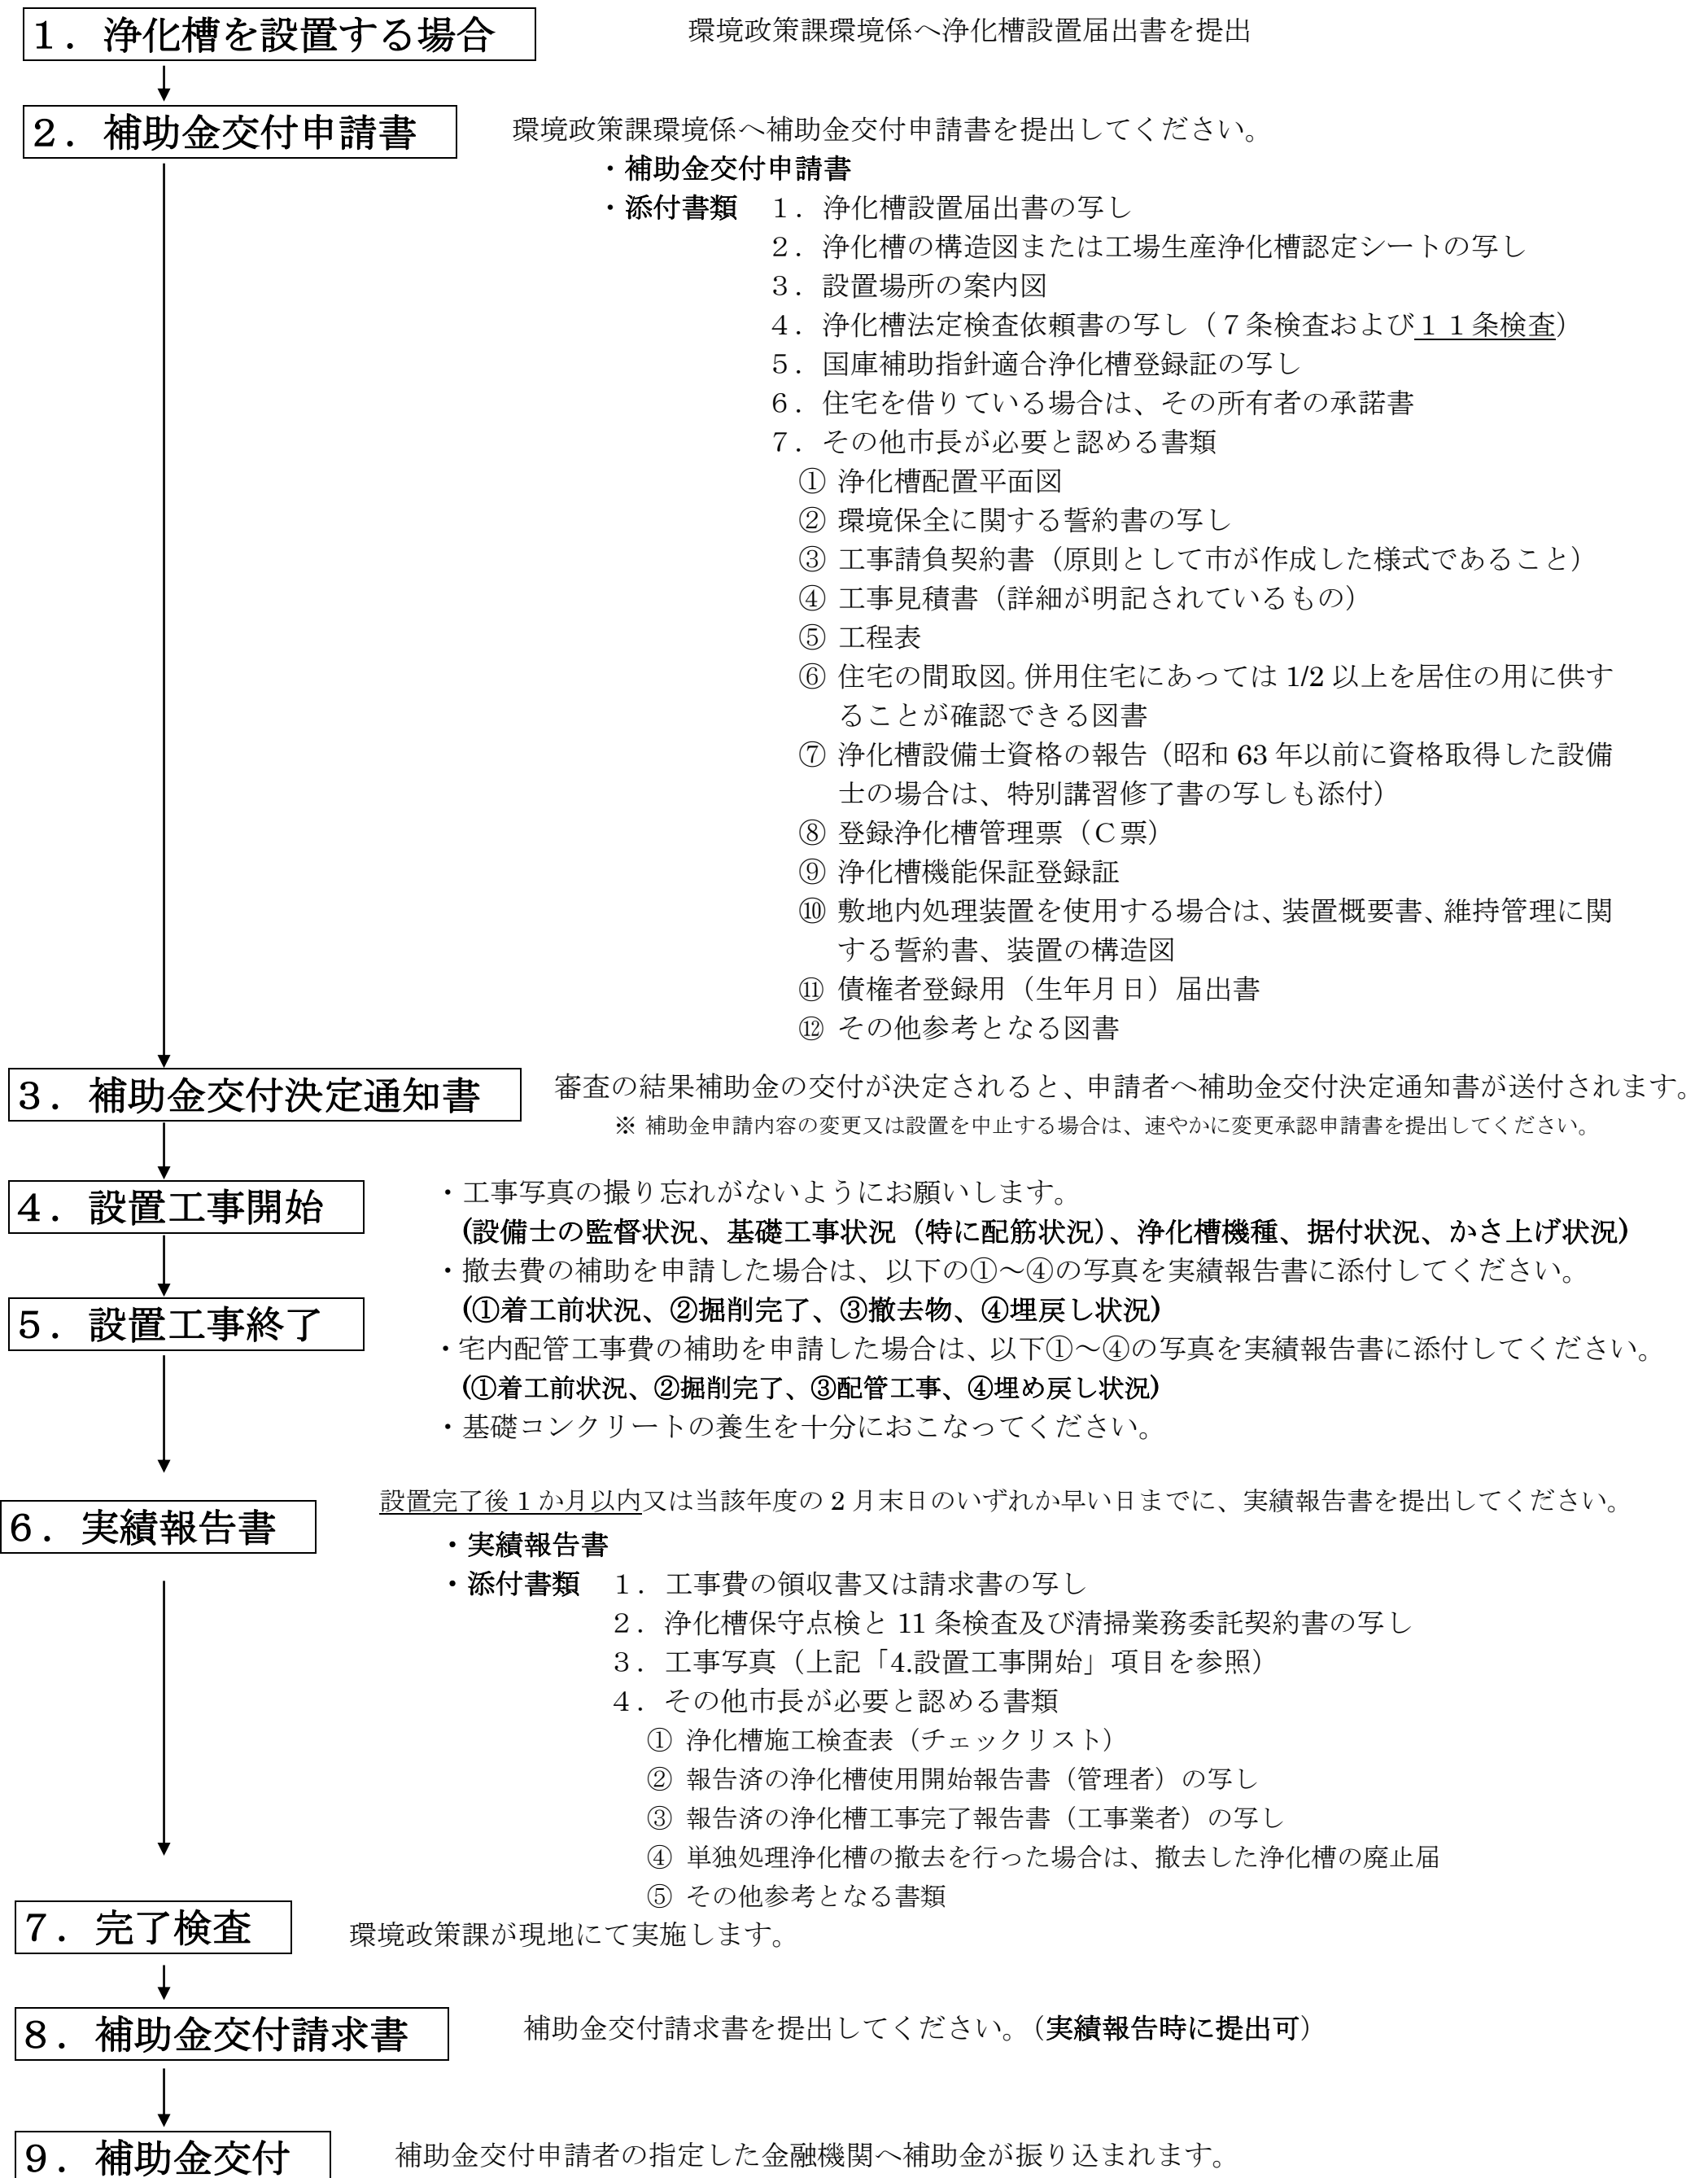 １．浄化槽を設置する場合　環境政策課環境係へ浄化槽設置届出書を提出
２．補助金交付申請書　環境政策課環境係へ補助金交付申請書を提出してください。
・補助金交付申請書
・添付書類　１．浄化槽設置届出書の写し
２．浄化槽の構造図または工場生産浄化槽認定シートの写し
３．設置場所の案内図
４．浄化槽法定検査依頼書の写し（７条検査および１１条検査）
５．国庫補助指針適合浄化槽登録証の写し
６．住宅を借りている場合は、その所有者の承諾書
７．その他市長が必要と認める書類
① 浄化槽配置平面図
② 環境保全に関する誓約書の写し
③ 工事請負契約書（原則として市が作成した様式であること）
④ 工事見積書（詳細が明記されているもの）
⑤ 工程表
⑥ 住宅の間取図。併用住宅にあっては 1/2 以上を居住の用に供す
ることが確認できる図書
⑦ 浄化槽設備士資格の報告（昭和 63 年以前に資格取得した設備
士の場合は、特別講習修了書の写しも添付）
⑧ 登録浄化槽管理票（Ｃ票）
⑨ 浄化槽機能保証登録証
⑩ 敷地内処理装置を使用する場合は、装置概要書、維持管理に関
する誓約書、装置の構造図
⑪ 債権者登録用（生年月日）届出書
⑫ その他参考となる図書
３．補助金交付決定通知書　審査の結果補助金の交付が決定されると、申請者へ補助金交付決定通知書が送付されます。
※ 補助金申請内容の変更又は設置を中止する場合は、速やかに変更承認申請書を提出してください。
４．設置工事開始　・工事写真の撮り忘れがないようにお願いします。
(設備士の監督状況、基礎工事状況（特に配筋状況）、浄化槽機種、据付状況、かさ上げ状況)
・撤去費の補助を申請した場合は、以下の①～④の写真を実績報告書に添付してください。
５．設置工事終了　(①着工前状況、②掘削完了、③撤去物、④埋戻し状況)
・宅内配管工事費の補助を申請した場合は、以下①～④の写真を実績報告書に添付してください。
(①着工前状況、②掘削完了、③配管工事、④埋め戻し状況)
・基礎コンクリートの養生を十分におこなってください。
設置完了後 1 か月以内又は当該年度の 2 月末日のいずれか早い日までに、実績報告書を提出してください。
６．実績報告書
・実績報告書
・添付書類　１．工事費の領収書又は請求書の写し
２．浄化槽保守点検と 11 条検査及び清掃業務委託契約書の写し
３．工事写真（上記「4.設置工事開始」項目を参照）
４．その他市長が必要と認める書類
① 浄化槽施工検査表（チェックリスト）
② 報告済の浄化槽使用開始報告書（管理者）の写し
③ 報告済の浄化槽工事完了報告書（工事業者）の写し
④ 単独処理浄化槽の撤去を行った場合は、撤去した浄化槽の廃止届
⑤ その他参考となる書類
７．完了検査　環境政策課が現地にて実施します。
８．補助金交付請求書　補助金交付請求書を提出してください。（実績報告時に提出可）
９．補助金交付　補助金交付申請者の指定した金融機関へ補助金が振り込まれます。